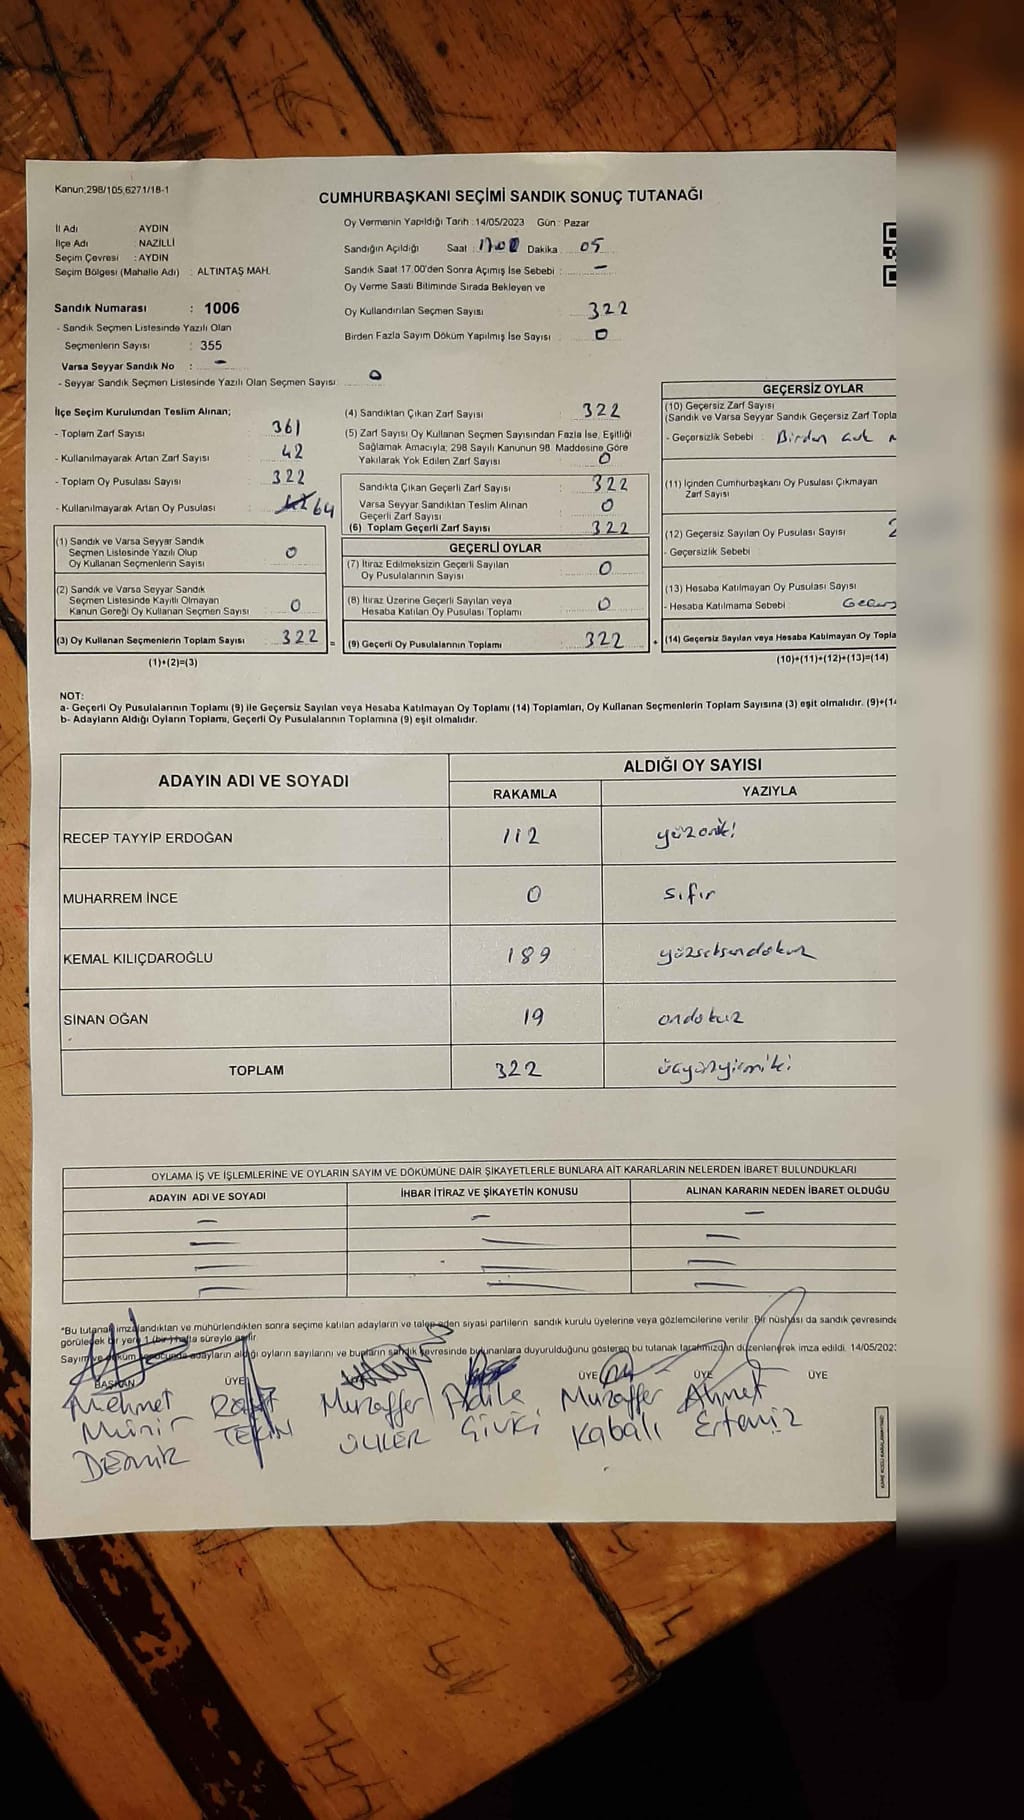 Kanun;298/105,6271/18-1
CUMHURBAŞKANI SEÇİMİ SANDIK SONUÇ TUTANAĞI
İl Adı AYDIN
İlçe Adı : NAZİLLİ
Seçim Çevresi : AYDIN
Seçim Bölgesi (Mahalle Adı) : ALTINTAŞ MAH.
Oy Vermenin Yapıldığı Tarih : 14/05/2023 Gün : Pazar
Sandığın Açıldığı Saat : 17:00 Dakika 05
Sandık Saat 17.00'den Sonra Açımış İse Sebebi : —
Oy Verme Saati Bitiminde Sırada Bekleyen ve
Oy Kullandırılan Seçmen Sayısı 322
Birden Fazla Sayım Döküm Yapılmış İse Sayısı 0
Sandık Numarası : 1006
- Sandık Seçmen Listesinde Yazılı Olan
Seçmenlerin Sayısı : 355
Varsa Seyyar Sandık No : —
- Seyyar Sandık Seçmen Listesinde Yazılı Olan Seçmen Sayısı 0
İlçe Seçim Kurulundan Teslim Alınan;
- Toplam Zarf Sayısı 361
- Kullanılmayarak Artan Zarf Sayısı 42
- Toplam Oy Pusulası Sayısı 322
- Kullanılmayarak Artan Oy Pusulası 64
(1) Sandık ve Varsa Seyyar Sandık
Seçmen Listesinde Yazılı Olup
Oy Kullanan Seçmenlerin Sayısı 0
(2) Sandık ve Varsa Seyyar Sandık
Seçmen Listesinde Kayıtlı Olmayan
Kanun Gereği Oy Kullanan Seçmen Sayısı 0
(3) Oy Kullanan Seçmenlerin Toplam Sayısı 322 =
(1)+(2)=(3)
(4) Sandıktan Çıkan Zarf Sayısı 322
(5) Zarf Sayısı Oy Kullanan Seçmen Sayısından Fazla İse, Eşitliği
Sağlamak Amacıyla; 298 Sayılı Kanunun 98. Maddesine Göre
Yakılarak Yok Edilen Zarf Sayısı 0
Sandıkta Çıkan Geçerli Zarf Sayısı : 322
Varsa Seyyar Sandıktan Teslim Alınan
Geçerli Zarf Sayısı : 0
(6) Toplam Geçerli Zarf Sayısı 322
GEÇERLİ OYLAR
(7) İtiraz Edilmeksizin Geçerli Sayılan
Oy Pusulalarının Sayısı 0
(8) İtiraz Üzerine Geçerli Sayılan veya
Hesaba Katılan Oy Pusulası Toplamı 0
(9) Geçerli Oy Pusulalarının Toplamı 322 +
GEÇERSİZ OYLAR
(10) Geçersiz Zarf Sayısı
(Sandık ve Varsa Seyyar Sandık Geçersiz Zarf Topla
- Geçersizlik Sebebi : Birden
(11) İçinden Cumhurbaşkanı Oy Pusulası Çıkmayan
Zarf Sayısı
(12) Geçersiz Sayılan Oy Pusulası Sayısı 2
- Geçersizlik Sebebi
(13) Hesaba Katılmayan Oy Pusulası Sayısı
- Hesaba Katılmama Sebebi
(14) Geçersiz Sayılan veya Hesaba Katılmayan Oy Topla
(10)+(11)+(12)+(13)=(14)
NOT:
a- Geçerli Oy Pusulalarının Toplamı (9) ile Geçersiz Sayılan veya Hesaba Katılmayan Oy Toplamı (14) Toplamları, Oy Kullanan Seçmenlerin Toplam Sayısına (3) eşit olmalıdır. (9)+(14
b- Adayların Aldığı Oyların Toplamı, Geçerli Oy Pusulalarının Toplamına (9) eşit olmalıdır.
ADAYIN ADI VE SOYADI ALDIĞI OY SAYISI
RAKAMLA YAZIYLA
RECEP TAYYİP ERDOĞAN 112 yüzoniki
MUHARREM İNCE 0 sıfır
KEMAL KILIÇDAROĞLU 189 yüzseksendokuz
SİNAN OĞAN 19 ondokuz
TOPLAM 322 üçyüzyirmiiki
OYLAMA İŞ VE İŞLEMLERİNE VE OYLARIN SAYIM VE DÖKÜMÜNE DAİR ŞİKAYETLERLE BUNLARA AİT KARARLARIN NELERDEN İBARET BULUNDUKLARI
ADAYIN ADI VE SOYADI İHBAR İTİRAZ VE ŞİKAYETİN KONUSU ALINAN KARARIN NEDEN İBARET OLDUĞU
— — —
— — —
— — —
— — —
*Bu tutanak imzalandıktan ve mühürlendikten sonra seçime katılan adayların ve talep eden siyasi partilerin sandık kurulu üyelerine veya gözlemcilerine verilir. Bir nüshası da sandık çevresinde
görülecek bir yere 1 (bir) hafta süreyle asılır
Sayım ve döküm sonucunda adayların aldığı oyların sayılarını ve bunların sandık çevresinde bulunanlara duyurulduğunu gösteren bu tutanak tarafımızdan düzenlenerek imza edildi. 14/05/202
BAŞKAN ÜYE ÜYE ÜYE ÜYE
Mehmet Münir DEMİR
TEKİN
Muzaffer ÜLKER
Adile
Muzaffer Kabalı
Ahmet Ertemiz